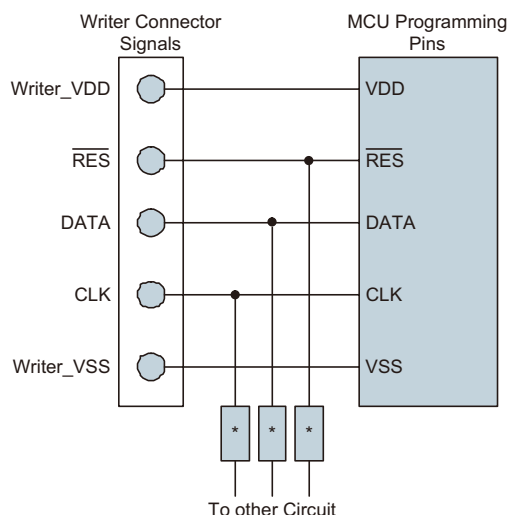 Writer Connector
Signals
MCU Programming
Pins
Writer_VDD
VDD
RES
RES
DATA
DATA
CLK
CLK
Writer_VSS
VSS
* * *
To other Circuit